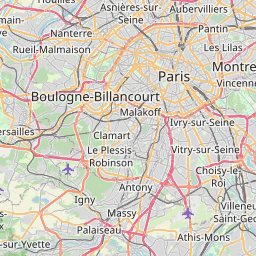 Asnières-sur
-Seine
Aubervilliers
Pantin
Nanterre
Rueil-Malmaison
Les Lilas
Paris
Montre
Vincenne
Boulogne-Billancourt
Malakoff
Ivry-sur-Seine
ersailles
Clamart
Le Plessis
Robinson
Vitry-sur-Seine
Choisy-le
Roi
Antony
Igny
Massy
Villeneu
Saint-Geo
Palaiseau
Athis-Mons
s-sur-Yvette